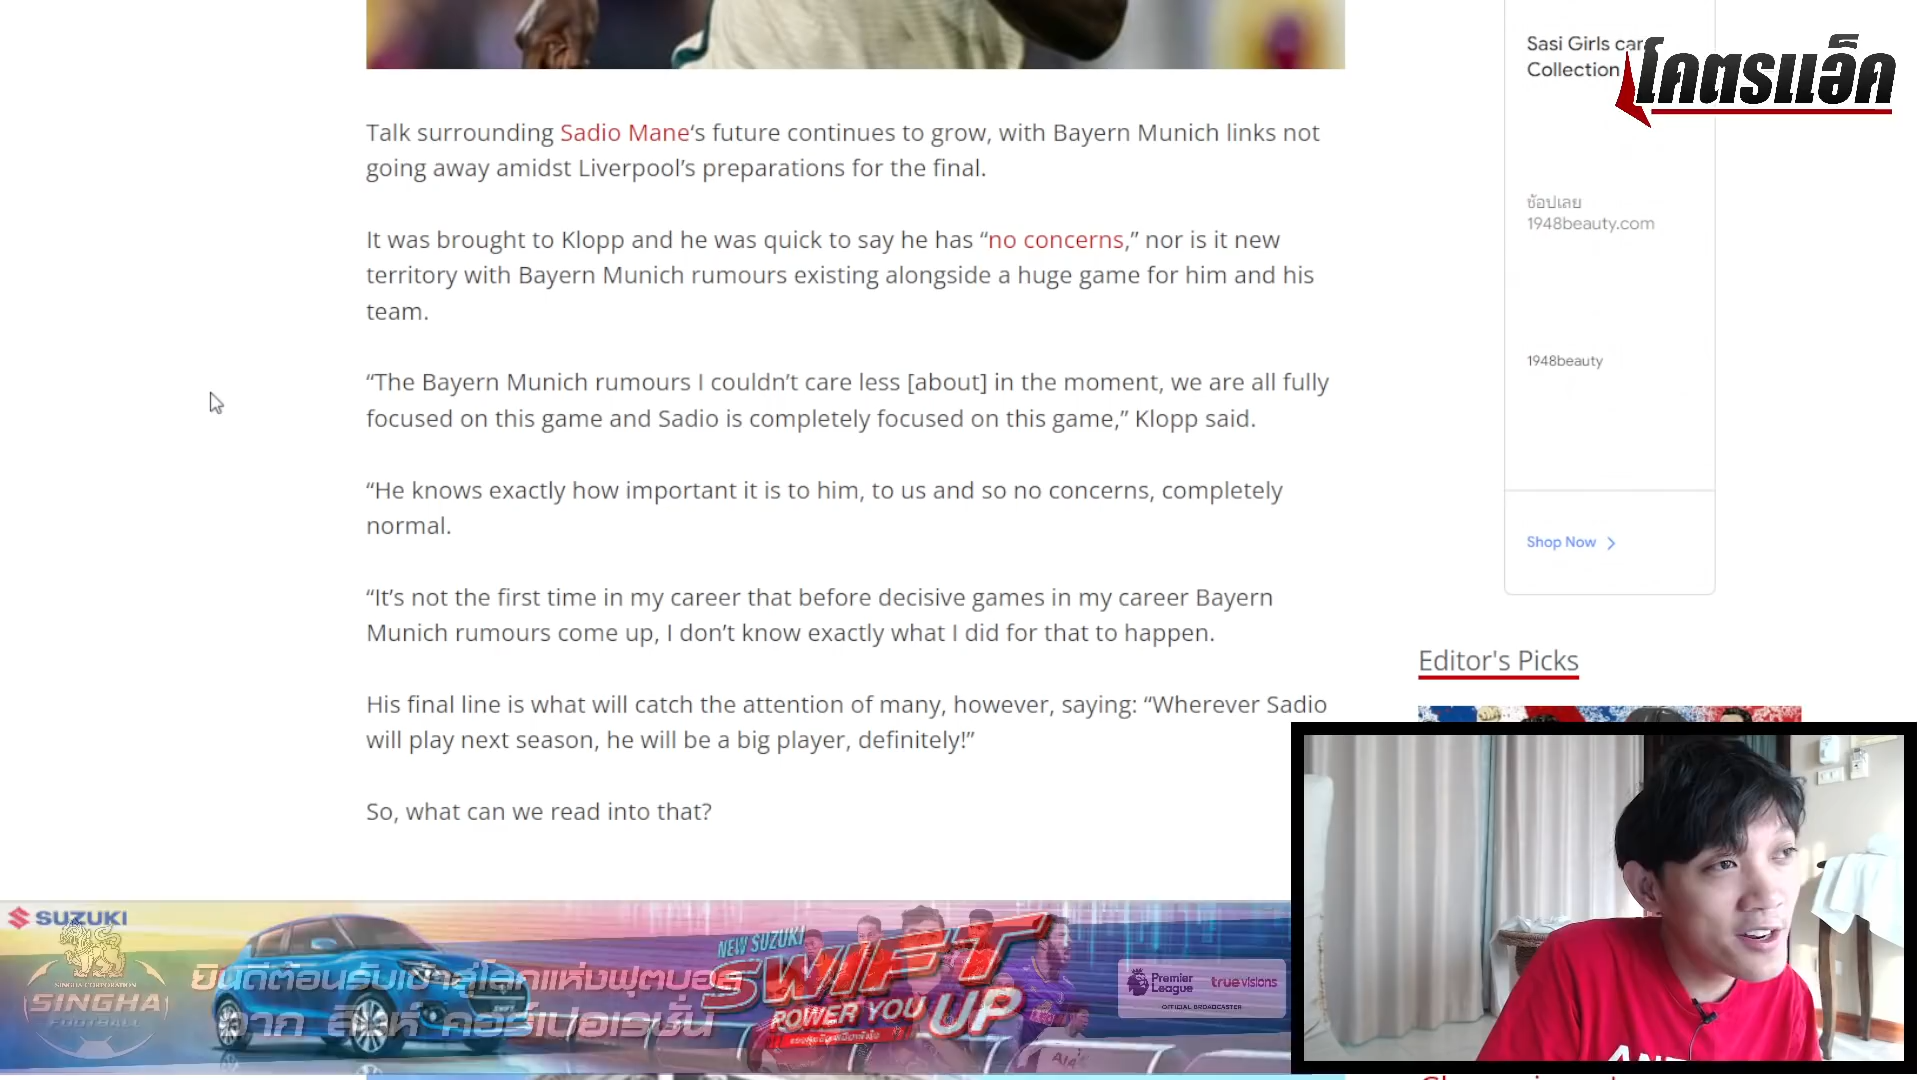 Sasi Girls can
Collection
โคตรแอ็ค
Talk surrounding Sadio Mane‘s future continues to grow, with Bayern Munich links not
going away amidst Liverpool’s preparations for the final.
It was brought to Klopp and he was quick to say he has “no concerns,” nor is it new
territory with Bayern Munich rumours existing alongside a huge game for him and his
team.
“The Bayern Munich rumours I couldn’t care less [about] in the moment, we are all fully
focused on this game and Sadio is completely focused on this game,” Klopp said.
“He knows exactly how important it is to him, to us and so no concerns, completely
normal.
“It’s not the first time in my career that before decisive games in my career Bayern
Munich rumours come up, I don’t know exactly what I did for that to happen.
His final line is what will catch the attention of many, however, saying: “Wherever Sadio
will play next season, he will be a big player, definitely!”
So, what can we read into that?
ช้อปเลย
1948beauty.com
1948beauty
Shop Now
Editor's Picks
SUZUKI
SINGHA CORPORATION
SINGHA
FOOTBALL
ยินดีต้อนรับเข้าสู่โลกแห่งฟุตบอล
จาก สิงห์ คอร์เปอเรชั่น
NEW SUZUKI
SWIFT
POWER YOU UP
Premier
League
truevisions
OFFICIAL BROADCASTER